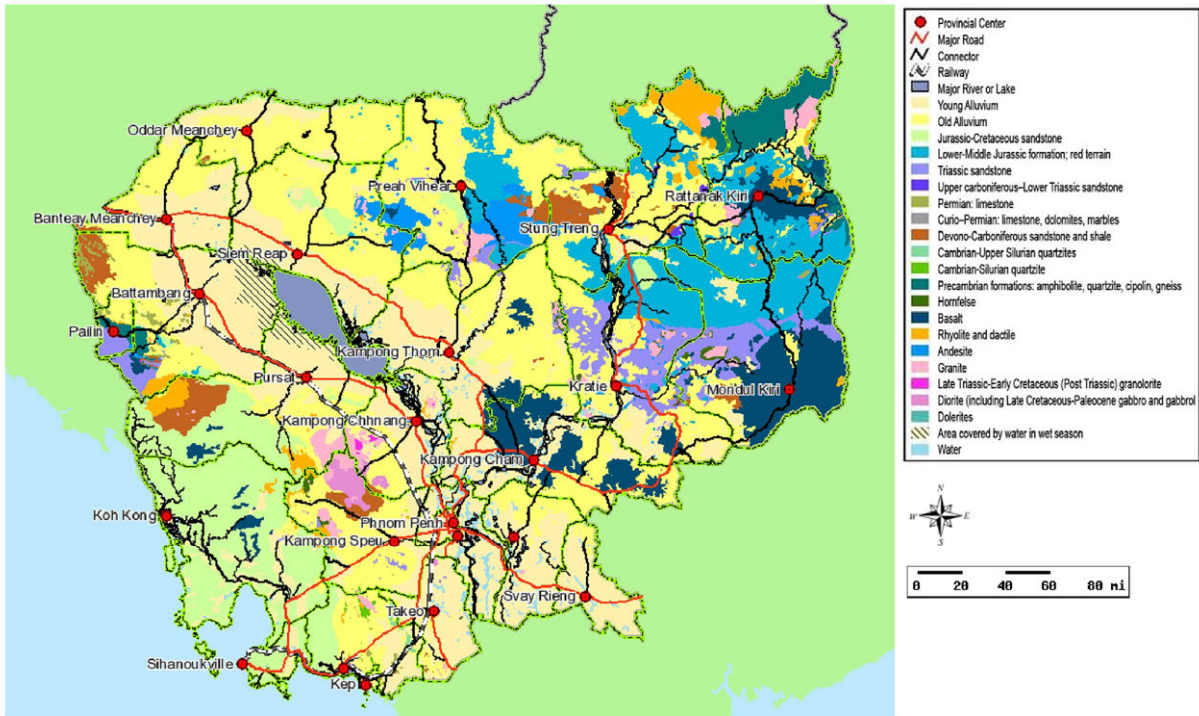 Oddar Meanchey
Preah Vihear
Rattanak Kiri
Banteay Meanchey
Stung Treng
Siem Reap
Battambang
Pailin
Kampong Thom
Pursat
Kratie
Mondul Kiri
Kampong Chhnang
Kampong Cham
Koh Kong
Phnom Penh
Kampong Speu
Svay Rieng
Takeo
Sihanoukville
Kep
Provincial Center
Major Road
Connector
Railway
Major River or Lake
Young Alluvium
Old Alluvium
Jurassic-Cretaceous sandstone
Lower-Middle Jurassic formation; red terrain
Triassic sandstone
Upper carboniferous–Lower Triassic sandstone
Permian: limestone
Curio-Permian: limestone, dolomites, marbles
Devono-Carboniferous sandstone and shale
Cambrian-Upper Silurian quartzites
Cambrian-Silurian quartzite
Precambrian formations: amphibolite, quartzite, cipolin, gneiss
Hornfelse
Basalt
Rhyolite and dactile
Andesite
Granite
Late Triassic-Early Cretaceous (Post Triassic) granolorite
Diorite (including Late Cretaceous-Paleocene gabbro and gabbrol
Dolerites
Area covered by water in wet season
Water
N
W E
S
0 20 40 60 80 mi